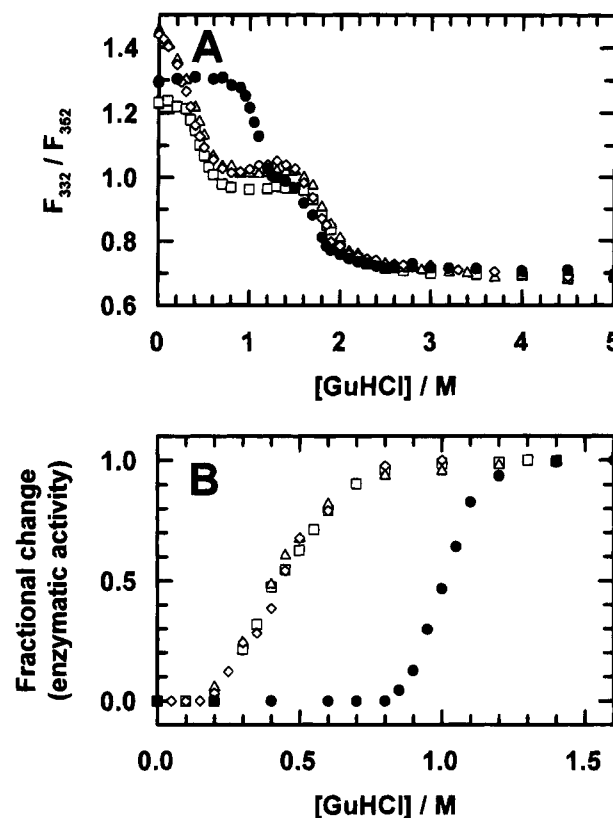 A
1.4
1.2
1.0
0.8
0.6
F332 / F352
0 1 2 3 4 5
[GuHCl] / M
B
1.0
0.5
0.0
Fractional change
(enzymatic activity)
0.0 0.5 1.0 1.5
[GuHCl] / M